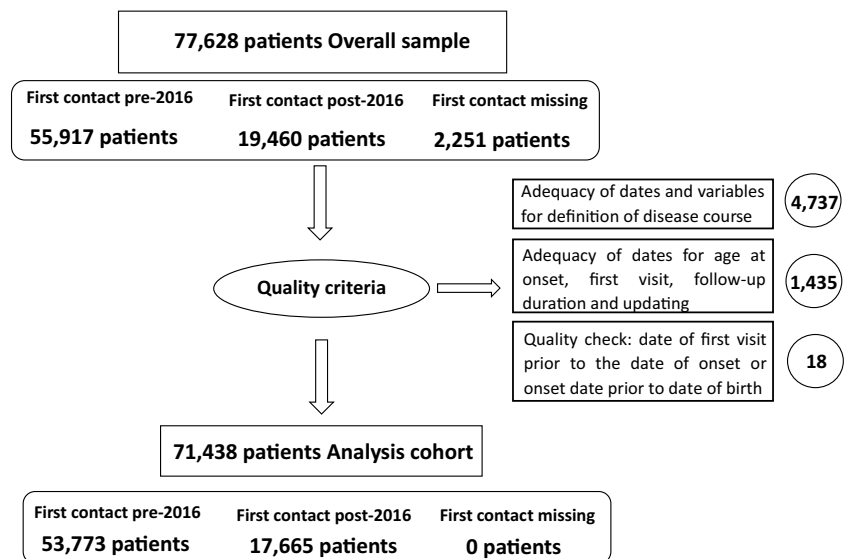 77,628 patients Overall sample
First contact pre-2016 First contact post-2016 First contact missing
55,917 patients 19,460 patients 2,251 patients
Adequacy of dates and variables
for definition of disease course
4,737
Quality criteria
Adequacy of dates for age at
onset, first visit, follow-up
duration and updating
1,435
Quality check: date of first visit
prior to the date of onset or
onset date prior to date of birth
18
71,438 patients Analysis cohort
First contact pre-2016 First contact post-2016 First contact missing
53,773 patients 17,665 patients 0 patients